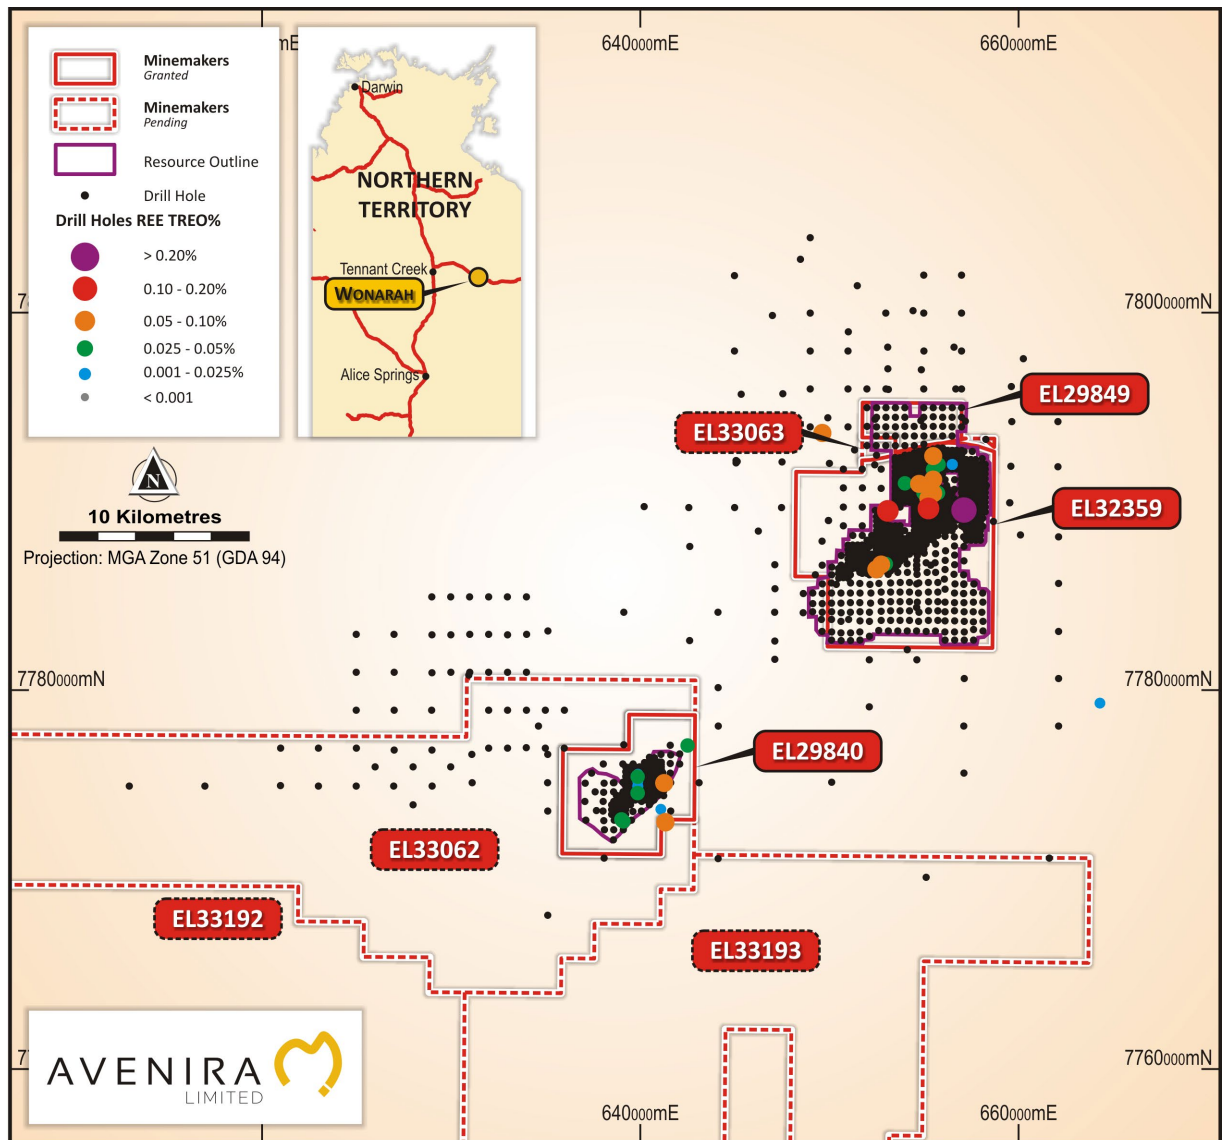 mE
640000mE
660000mE
Minemakers
Granted
Minemakers
Pending
Resource Outline
Drill Hole
Drill Holes REE TREO%
> 0.20%
0.10 - 0.20%
0.05 - 0.10%
0.025 - 0.05%
0.001 - 0.025%
< 0.001
Darwin
NORTHERN
TERRITORY
Tennant Creek
WONARAH
Alice Springs
78
7800000mN
N
10 Kilometres
Projection: MGA Zone 51 (GDA 94)
EL29849
EL33063
EL32359
7780000mN
7780000mN
EL29840
EL33062
EL33192
EL33193
7760000mN
AVENIRA
LIMITED
640000mE
660000mE